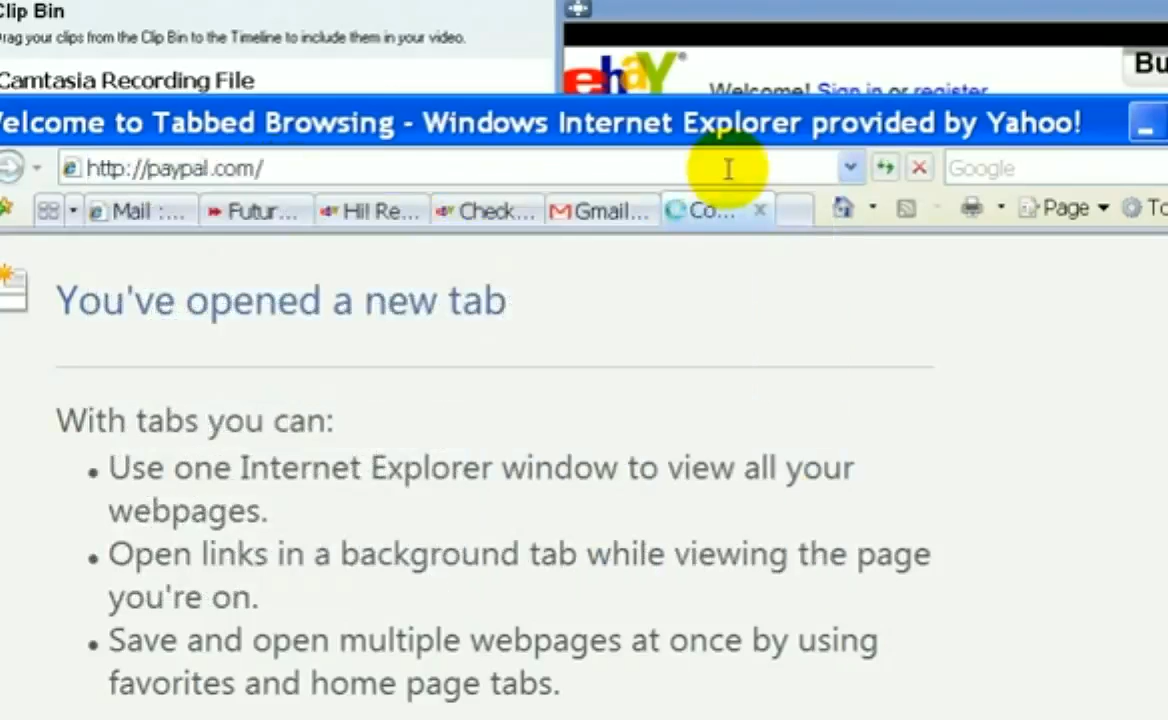 Clip Bin
Drag your clips from the Clip Bin to the Timeline to include them in your video.
Camtasia Recording File
ebay®
Welcome! Sign in or register
Bu
Welcome to Tabbed Browsing - Windows Internet Explorer provided by Yahoo!
http://paypal.com/
Google
Mail :...
Futur...
Hill Re...
Check...
Gmail...
Co...
Page
To
You've opened a new tab
With tabs you can:
• Use one Internet Explorer window to view all your
webpages.
• Open links in a background tab while viewing the page
you're on.
• Save and open multiple webpages at once by using
favorites and home page tabs.